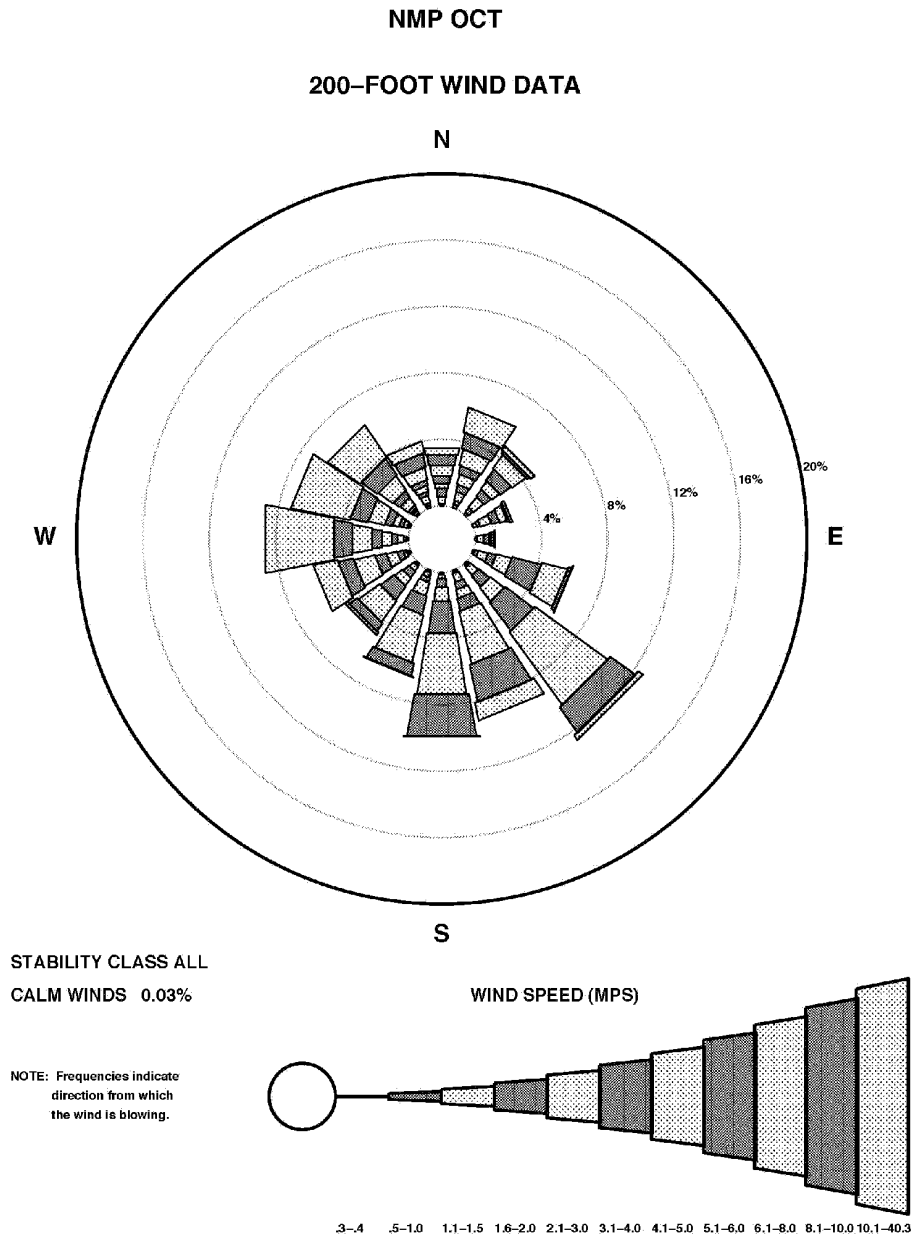 NMP OCT
200–FOOT WIND DATA
N
20%
16%
12%
8%
4%
W
E
S
STABILITY CLASS ALL
CALM WINDS 0.03%
WIND SPEED (MPS)
NOTE: Frequencies indicate
direction from which
the wind is blowing.
.3–.4 .5–1.0 1.1–1.5 1.6–2.0 2.1–3.0 3.1–4.0 4.1–5.0 5.1–6.0 6.1–8.0 8.1–10.0 10.1–40.3